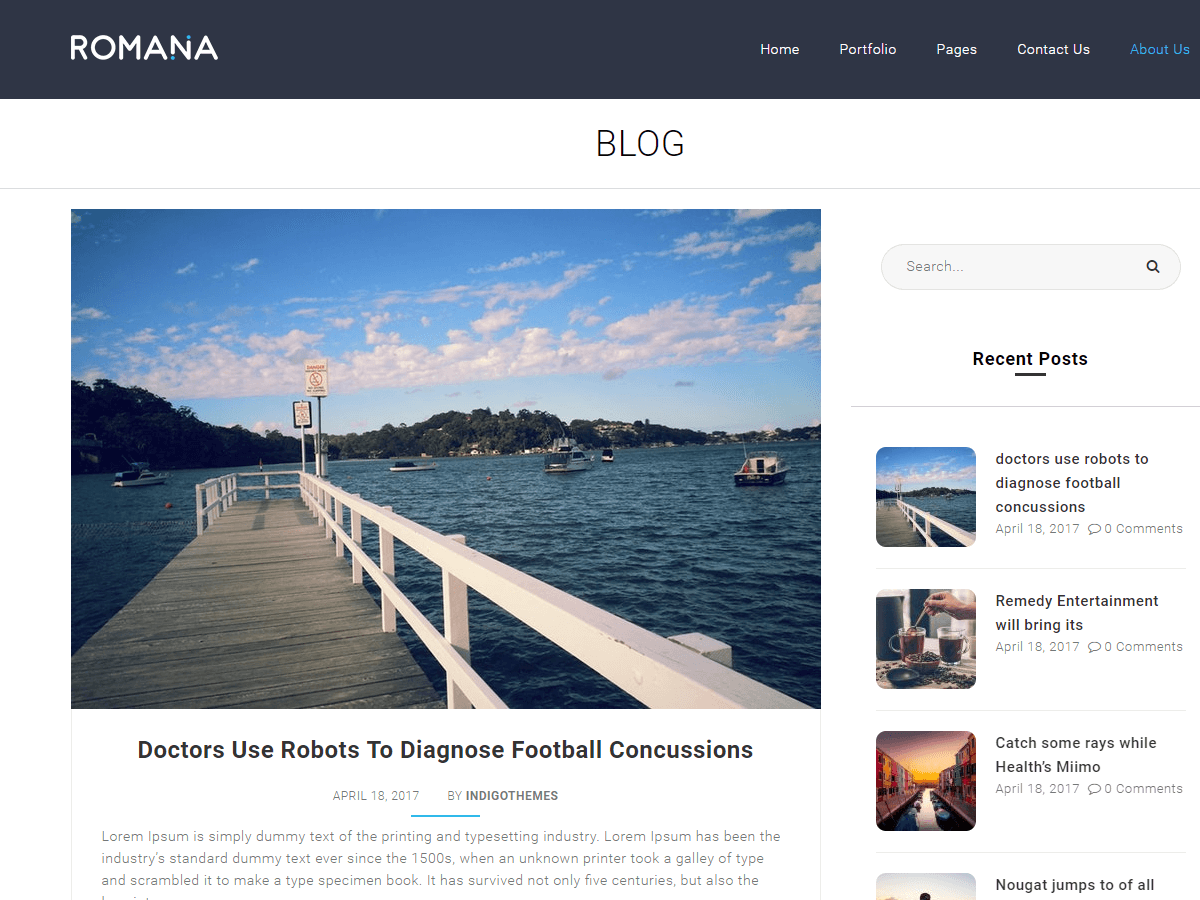 ROMANA
Home
Portfolio
Pages
Contact Us
About Us
BLOG
DANGER
Search...
Recent Posts
doctors use robots to
diagnose football
concussions
April 18, 2017 0 Comments
Remedy Entertainment
will bring its
April 18, 2017 0 Comments
Catch some rays while
Health’s Miimo
April 18, 2017 0 Comments
Nougat jumps to of all
Doctors Use Robots To Diagnose Football Concussions
APRIL 18, 2017 BY INDIGOTHEMES
Lorem Ipsum is simply dummy text of the printing and typesetting industry. Lorem Ipsum has been the
industry’s standard dummy text ever since the 1500s, when an unknown printer took a galley of type
and scrambled it to make a type specimen book. It has survived not only five centuries, but also the